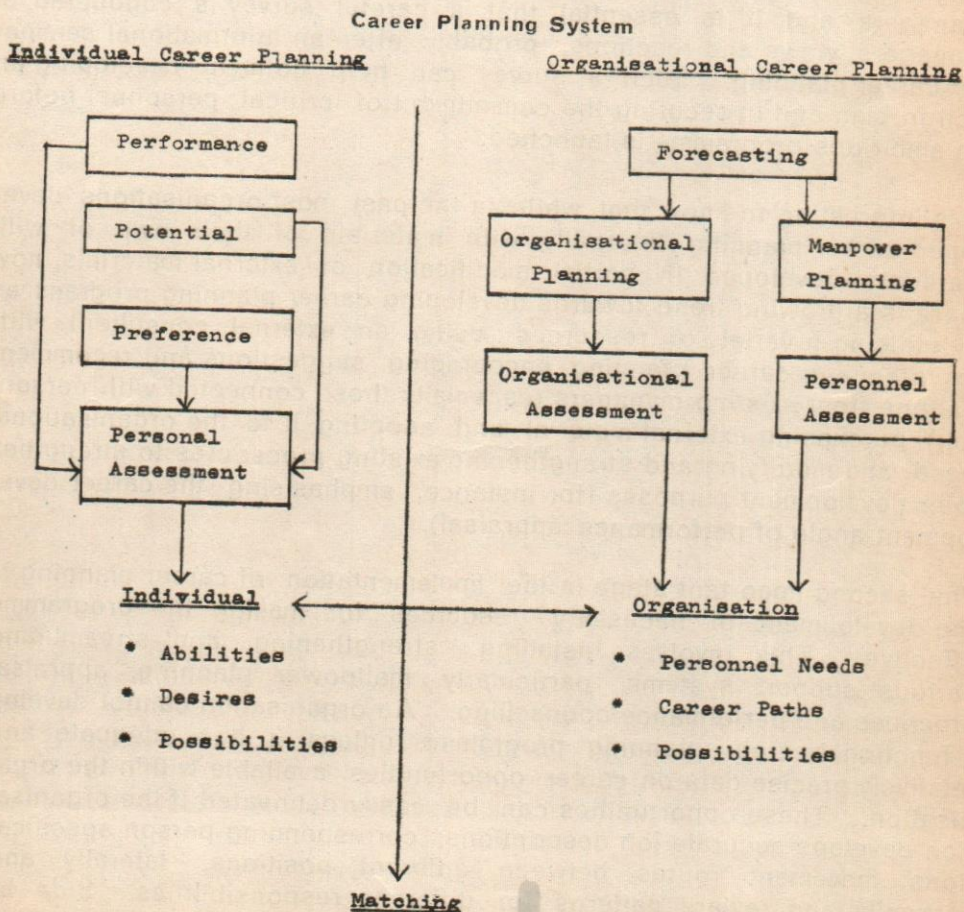 Career Planning System
Individual Career Planning
Organisational Career Planning
Performance
Potential
Preference
Personal
Assessment
Forecasting
Organisational
Planning
Manpower
Planning
Organisational
Assessment
Personnel
Assessment
Individual
* Abilities
* Desires
* Possibilities
Organisation
* Personnel Needs
* Career Paths
* Possibilities
Matching